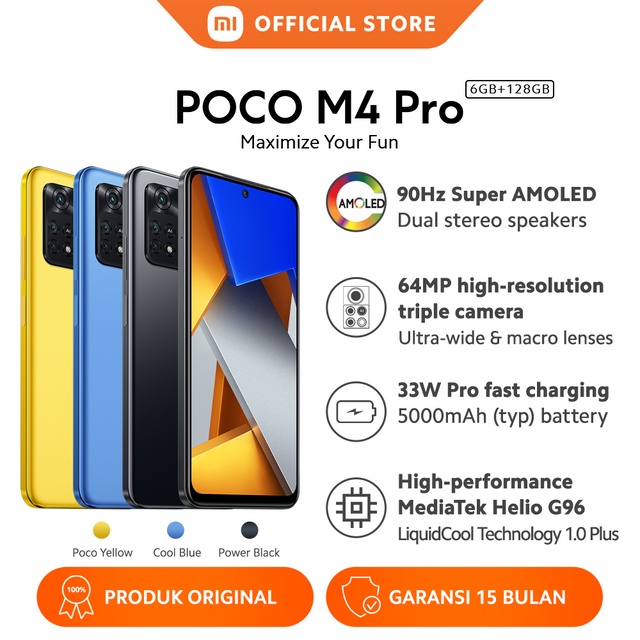 mi OFFICIAL STORE
POCO M4 Pro
6GB+128GB
Maximize Your Fun
AMOLED
90Hz Super AMOLED
Dual stereo speakers
64MP high-resolution
triple camera
Ultra-wide & macro lenses
33W Pro fast charging
5000mAh (typ) battery
High-performance
MediaTek Helio G96
LiquidCool Technology 1.0 Plus
Poco Yellow
Cool Blue
Power Black
100%
PRODUK ORIGINAL
GARANSI 15 BULAN